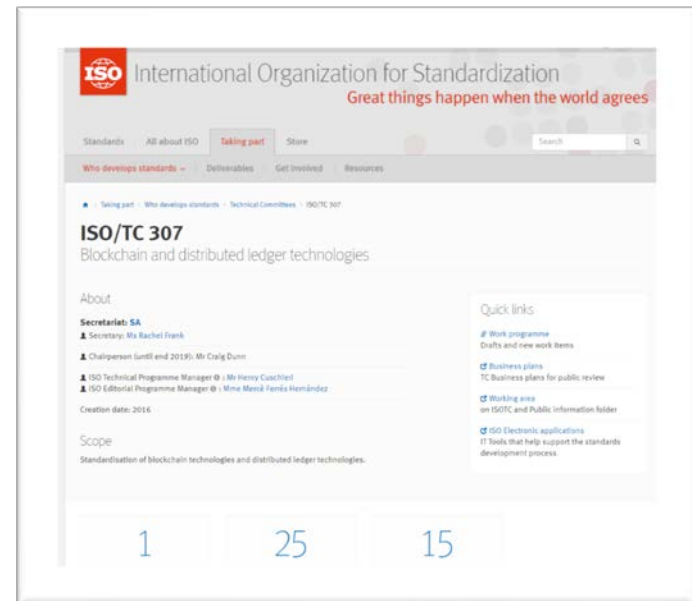 ISO International Organization for Standardization
Great things happen when the world agrees
Standards All about ISO Taking part Store Search
Who develops standards Deliverables Get involved Resources
Taking part Who develops standards Technical Committees ISO/TC 307
ISO/TC 307
Blockchain and distributed ledger technologies
About
Secretariat: SA
Secretary: Ms Rachel Frank
Chairperson (until end 2019): Mr Craig Dunn
ISO Technical Programme Manager : Mr Henry Cuschieri
ISO Editorial Programme Manager : Mme Mercè Ferrés Hernández
Creation date: 2016
Scope
Standardisation of blockchain technologies and distributed ledger technologies.
Quick links
Work programme
Drafts and new work items
Business plans
TC Business plans for public review
Working area
on ISOTC and Public information folder
ISO Electronic applications
IT Tools that help support the standards
development process
1 25 15